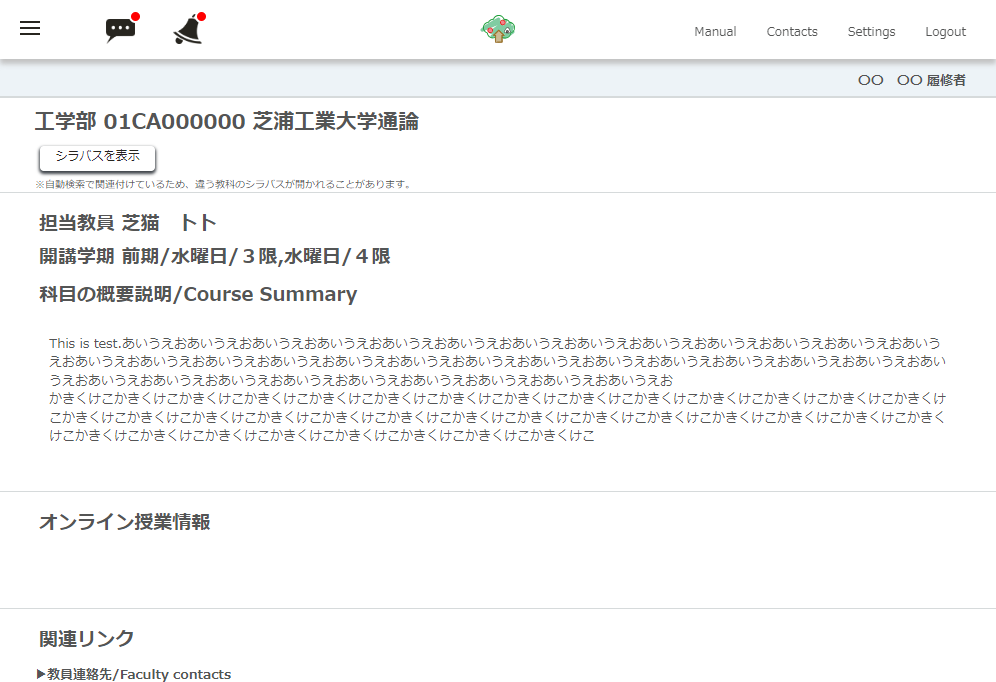 Manual Contacts Settings Logout
〇〇 〇〇 履修者
工学部 01CA000000 芝浦工業大学通論
シラバスを表示
※自動検索で関連付けているため、違う教科のシラバスが開かれることがあります。
担当教員 芝猫 トト
開講学期 前期/水曜日/３限,水曜日/４限
科目の概要説明/Course Summary
This is test.あいうえおあいうえおあいうえおあいうえおあいうえおあいうえおあいうえおあいうえおあいうえおあいうえおあいうえおあいうえおあいう
えおあいうえおあいうえおあいうえおあいうえおあいうえおあいうえおあいうえおあいうえおあいうえおあいうえおあいうえおあいうえおあいうえおあい
うえおあいうえおあいうえおあいうえおあいうえおあいうえおあいうえおあいうえおあいうえおあいうえお
かきくけこかきくけこかきくけこかきくけこかきくけこかきくけこかきくけこかきくけこかきくけこかきくけこかきくけこかきくけこかきくけこかきくけ
こかきくけこかきくけこかきくけこかきくけこかきくけこかきくけこかきくけこかきくけこかきくけこかきくけこかきくけこかきくけこかきくけこかきく
けこかきくけこかきくけこかきくけこかきくけこかきくけこかきくけこかきくけこかきくけこ
オンライン授業情報
関連リンク
▶教員連絡先/Faculty contacts